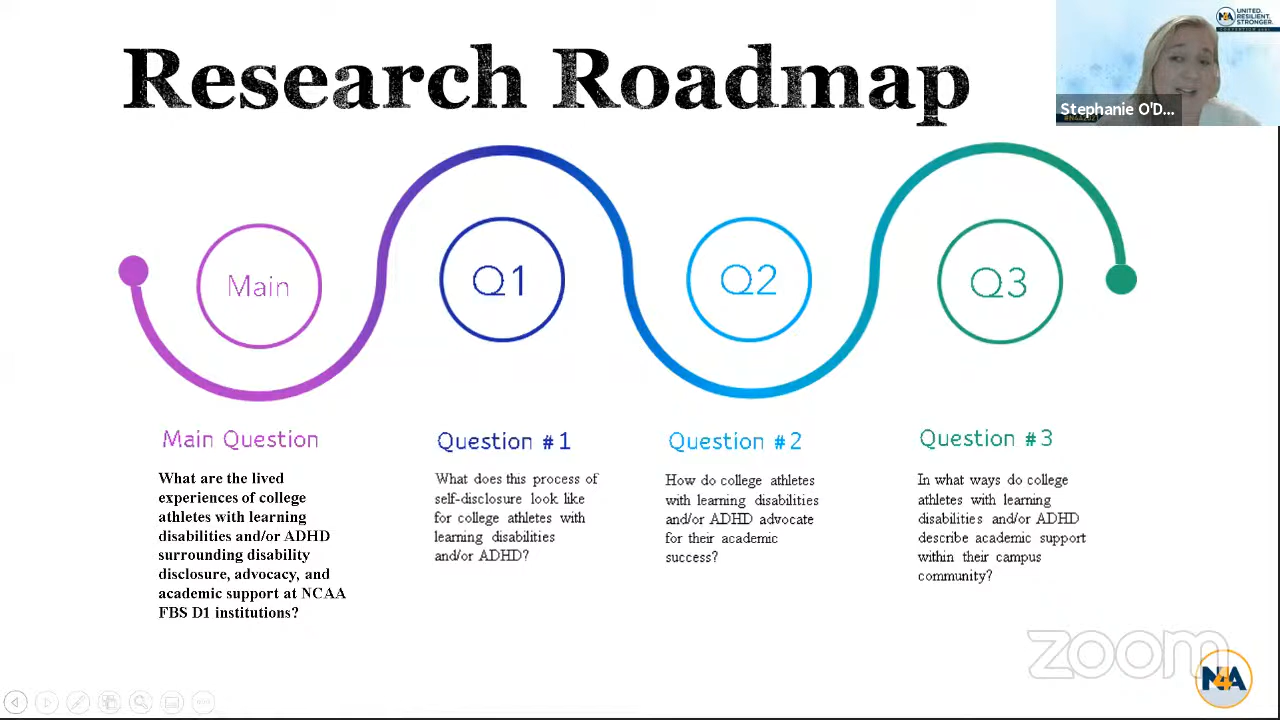 Research Roadmap
UNITED.
RESILIENT.
STRONGER.
Stephanie O'D...
Main
Q1
Q2
Q3
Main Question
What are the lived
experiences of college
athletes with learning
disabilities and/or ADHD
surrounding disability
disclosure, advocacy, and
academic support at NCAA
FBS D1 institutions?
Question #1
What does this process of
self-disclosure look like
for college athletes with
learning disabilities
and/or ADHD?
Question #2
How do college athletes
with learning disabilities
and/or ADHD advocate
for their academic
success?
Question #3
In what ways do college
athletes with learning
disabilities and/or ADHD
describe academic support
within their campus
community?
zoom
N4A